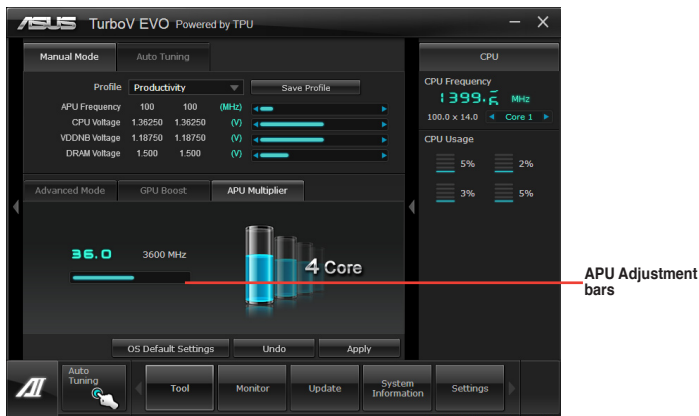 ASUS TurboV EVO Powered by TPU
Manual Mode Auto Tuning
Profile Productivity Save Profile
APU Frequency 100 100 (MHz)
CPU Voltage 1.36250 1.36250 (V)
VDDNB Voltage 1.18750 1.18750 (V)
DRAM Voltage 1.500 1.500 (V)
Advanced Mode GPU Boost APU Multiplier
36.0 3600 MHz
4 Core
OS Default Settings Undo Apply
CPU
CPU Frequency
1399. MHz
100.0 x 14.0 Core 1
CPU Usage
5% 2%
3% 5%
APU Adjustment
bars
AI
Auto
Tuning
Tool
Monitor
Update
System
Information
Settings